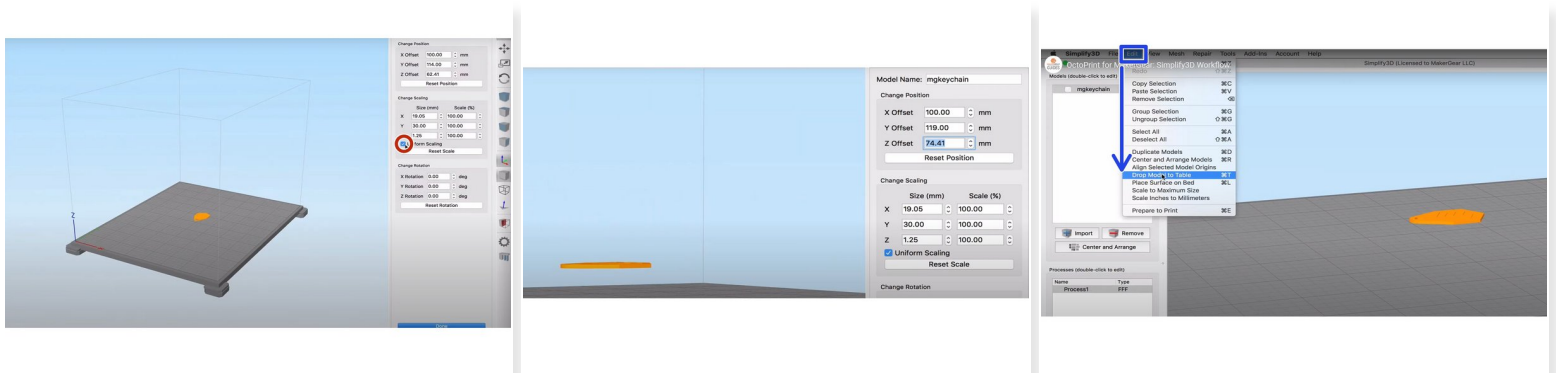 Change Position
X Offset 100.00 mm
Y Offset 114.00 mm
Z Offset 62.41 mm
Reset Position
Change Scaling
Size (mm) Scale (%)
X 19.05 100.00
Y 30.00 100.00
1.25 100.00
form Scaling
Reset Scale
Change Rotation
X Rotation 0.00 deg
Y Rotation 0.00 deg
Z Rotation 0.00 deg
Reset Rotation
Done
Z
Model Name: mgkeychain
Change Position
X Offset 100.00 mm
Y Offset 119.00 mm
Z Offset 74.41 mm
Reset Position
Change Scaling
Size (mm) Scale (%)
X 19.05 100.00
Y 30.00 100.00
Z 1.25 100.00
Uniform Scaling
Reset Scale
Change Rotation
Simplify3D File Edit View Mesh Repair Tools Add-Ins Account Help
Simplify3D (Licensed to MakerGear LLC)
OctoPrint for MakerGear: Simplify3D Workflow
Models (double-click to edit)
mgkeychain
Redo ⇧⌘Z
Copy Selection ⌘C
Paste Selection ⌘V
Remove Selection ⌫
Group Selection ⌘G
Ungroup Selection ⇧⌘G
Select All ⌘A
Deselect All ⇧⌘A
Duplicate Models ⌘D
Center and Arrange Models ⌘R
Align Selected Model Origins
Drop Model to Table ⌘T
Place Surface on Bed ⌘L
Scale to Maximum Size
Scale Inches to Millimeters
Prepare to Print ⌘E
Import Remove
Center and Arrange
Processes (double-click to edit)
Name Type
Process1 FFF